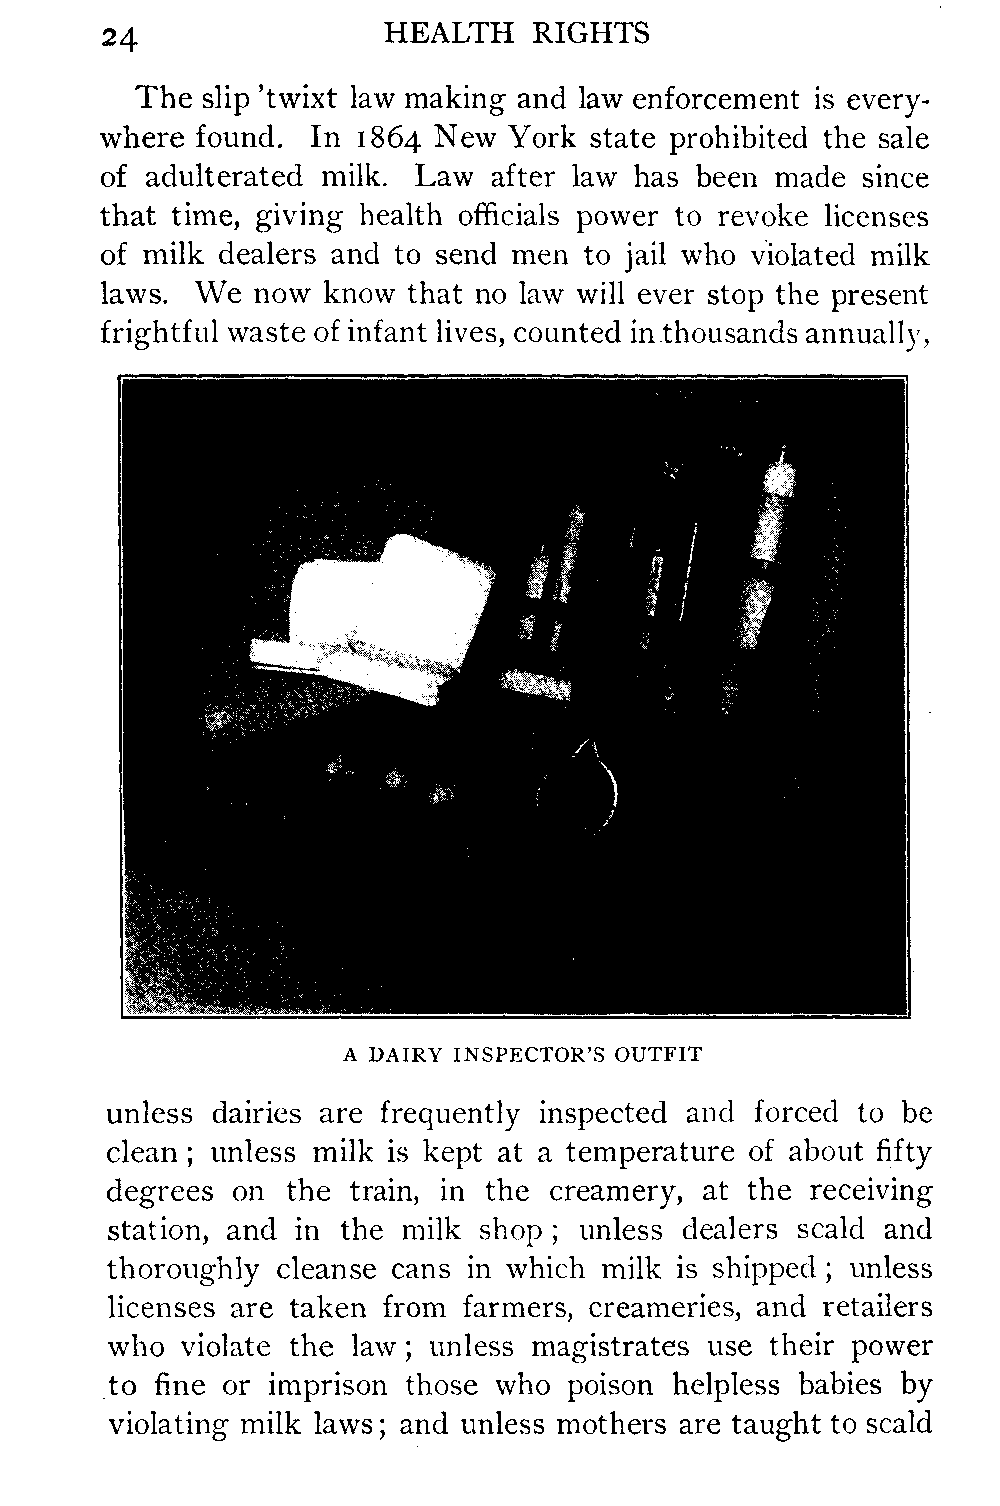 24 HEALTH RIGHTS
The slip 'twixt law making and law enforcement is every-
where found. In 1864 New York state prohibited the sale
of adulterated milk. Law after law has been made since
that time, giving health officials power to revoke licenses
of milk dealers and to send men to jail who violated milk
laws. We now know that no law will ever stop the present
frightful waste of infant lives, counted in thousands annually,
A DAIRY INSPECTOR'S OUTFIT
unless dairies are frequently inspected and forced to be
clean ; unless milk is kept at a temperature of about fifty
degrees on the train, in the creamery, at the receiving
station, and in the milk shop ; unless dealers scald and
thoroughly cleanse cans in which milk is shipped ; unless
licenses are taken from farmers, creameries, and retailers
who violate the law ; unless magistrates use their power
to fine or imprison those who poison helpless babies by
violating milk laws ; and unless mothers are taught to scald